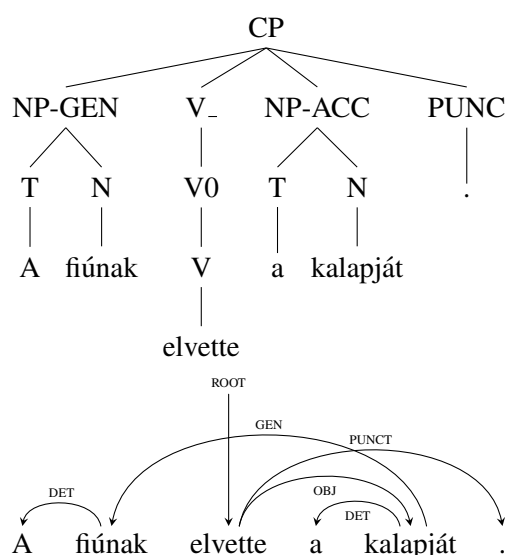 CP
NP-GEN V_ NP-ACC PUNC
T N V0 T N .
A fiúnak V a kalapját
elvette
ROOT
GEN PUNCT
DET OBJ
DET
A fiúnak elvette a kalapját .